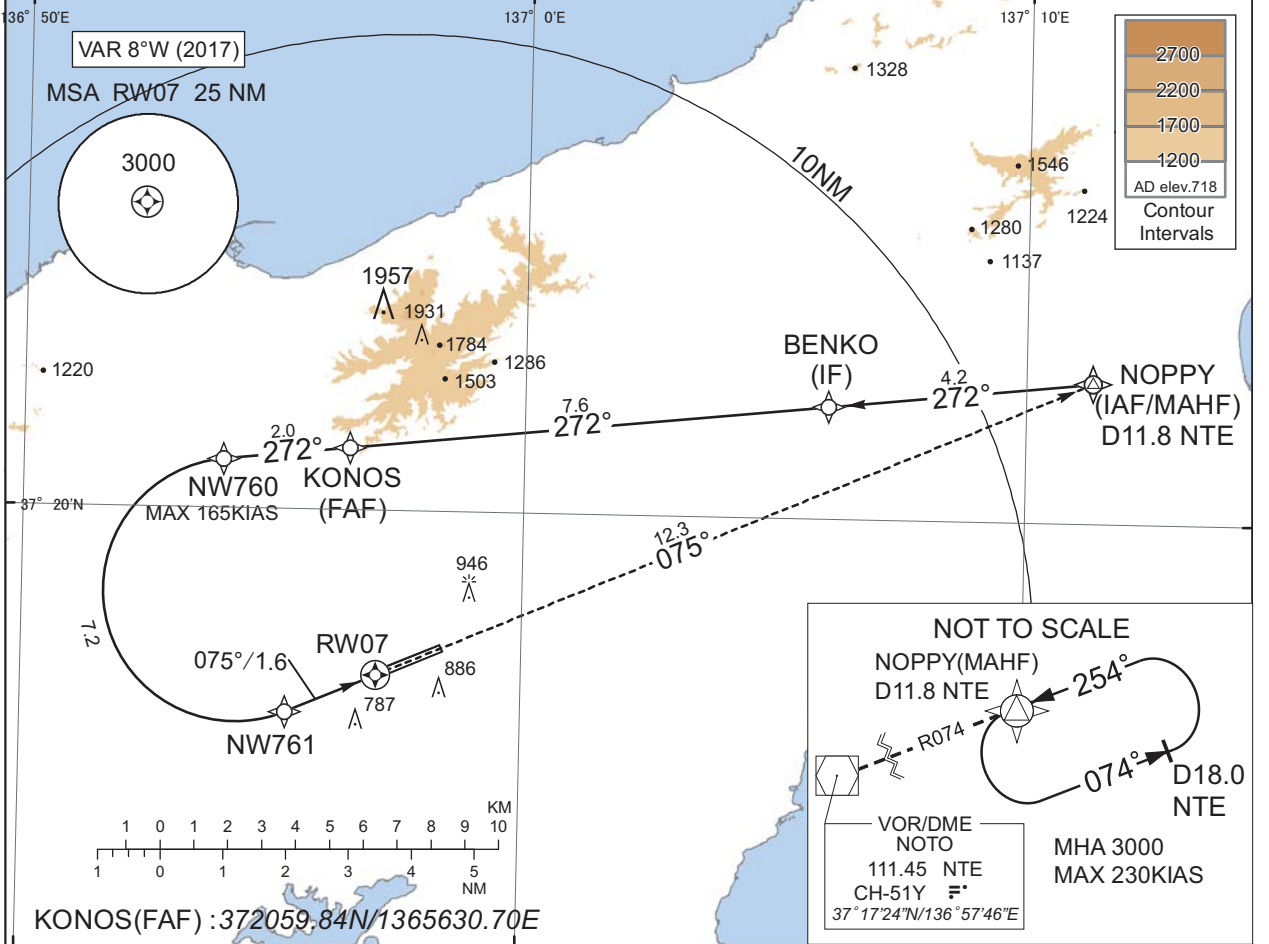 136° 50'E
137° 0'E
137° 10'E
VAR 8°W (2017)
MSA RW07 25 NM
3000
2700
2200
1700
1200
AD elev.718
Contour
Intervals
1328
10NM
1546
1224
1280
1137
1957
1931
1784
1286
1503
1220
BENKO
(IF)
4.2
272°
NOPPY
(IAF/MAHF)
D11.8 NTE
7.6
272°
2.0
272°
KONOS
(FAF)
NW760
MAX 165KIAS
37° 20'N
12.3
075°
946
7.2
075°/1.6
RW07
886
787
NW761
NOT TO SCALE
NOPPY(MAHF)
D11.8 NTE
254°
R074
074°
D18.0
NTE
VOR/DME
NOTO
111.45 NTE
CH-51Y
37°17'24"N/136°57'46"E
MHA 3000
MAX 230KIAS
KM
1 0 1 2 3 4 5 6 7 8 9 10
1 0 1 2 3 4 5
NM
KONOS(FAF) :372059.84N/1365630.70E